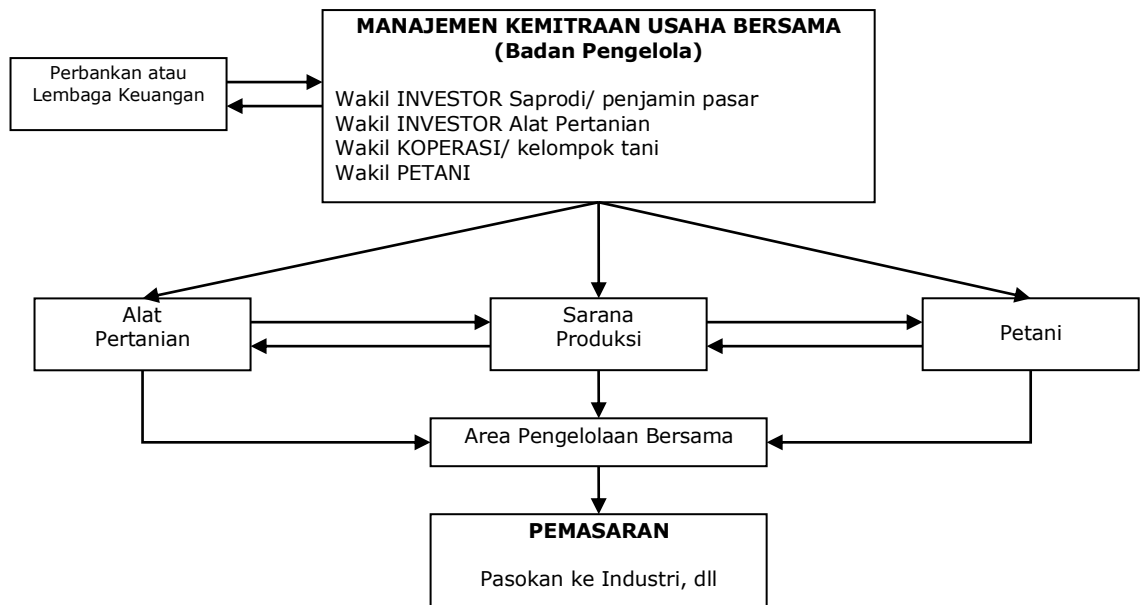 MANAJEMEN KEMITRAAN USAHA BERSAMA
(Badan Pengelola)
Perbankan atau
Lembaga Keuangan
Wakil INVESTOR Saprodi/ penjamin pasar
Wakil INVESTOR Alat Pertanian
Wakil KOPERASI/ kelompok tani
Wakil PETANI
Alat
Pertanian
Sarana
Produksi
Petani
Area Pengelolaan Bersama
PEMASARAN
Pasokan ke Industri, dll